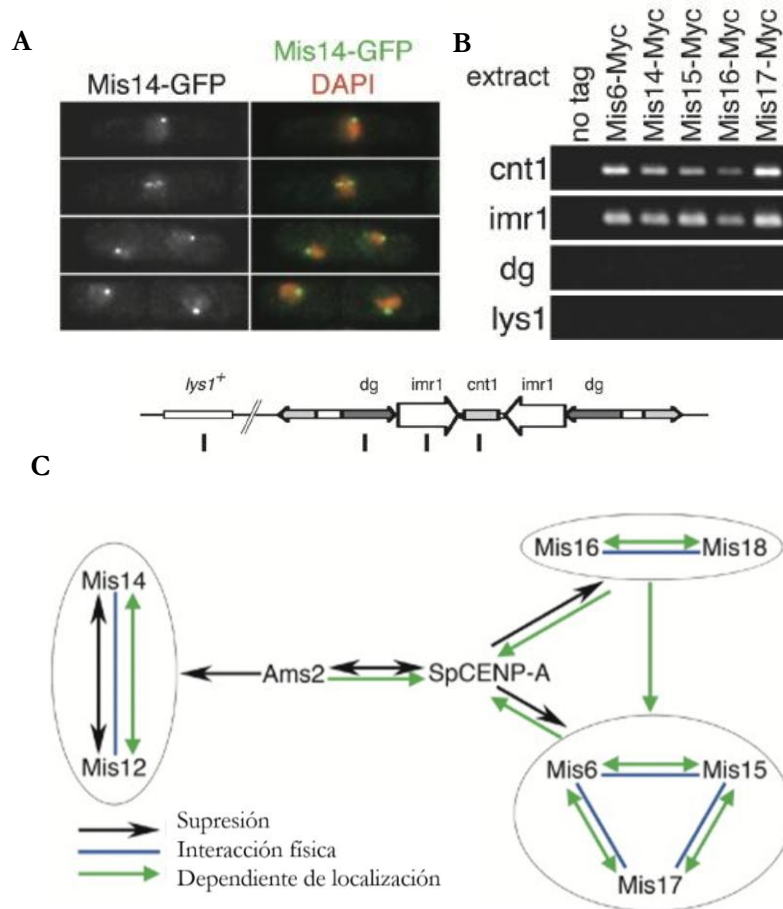 A
Mis14-GFP
Mis14-GFP
DAPI
B
extract
no tag
Mis6-Myc
Mis14-Myc
Mis15-Myc
Mis16-Myc
Mis17-Myc
cnt1
imr1
dg
lys1
lys1+ dg imr1 cnt1 imr1 dg
C
Mis16 Mis18
Mis14
Ams2 SpCENP-A
Mis12
Mis6 Mis15
Mis17
Supresión
Interacción física
Dependiente de localización